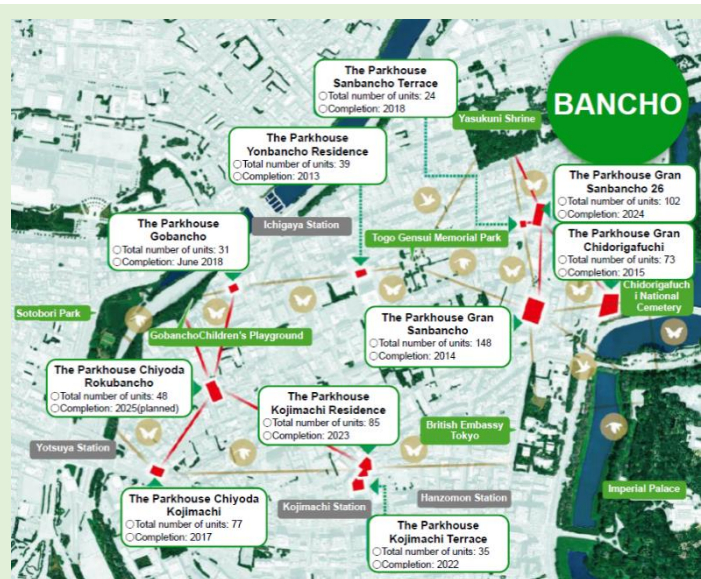 BANCHO
The Parkhouse
Sanbancho Terrace
○Total number of units: 24
○Completion: 2018
Yasukuni Shrine
The Parkhouse
Yonbancho Residence
○Total number of units: 39
○Completion: 2013
The Parkhouse Gran
Sanbancho 26
○Total number of units: 102
○Completion: 2024
Ichigaya Station
The Parkhouse
Gobancho
○Total number of units: 31
○Completion: June 2018
Togo Gensui Memorial Park
The Parkhouse Gran
Chidorigafuchi
○Total number of units: 73
○Completion: 2015
Chidorigafuch
i National
Cemetery
Sotobori Park
GobanchoChildren's Playground
The Parkhouse Gran
Sanbancho
○Total number of units: 148
○Completion: 2014
The Parkhouse Chiyoda
Rokubancho
○Total number of units: 48
○Completion: 2025(planned)
The Parkhouse
Kojimachi Residence
○Total number of units: 85
○Completion: 2023
British Embassy
Tokyo
Yotsuya Station
Imperial Palace
The Parkhouse Chiyoda
Kojimachi
○Total number of units: 77
○Completion: 2017
Kojimachi Station
Hanzomon Station
The Parkhouse
Kojimachi Terrace
○Total number of units: 35
○Completion: 2022